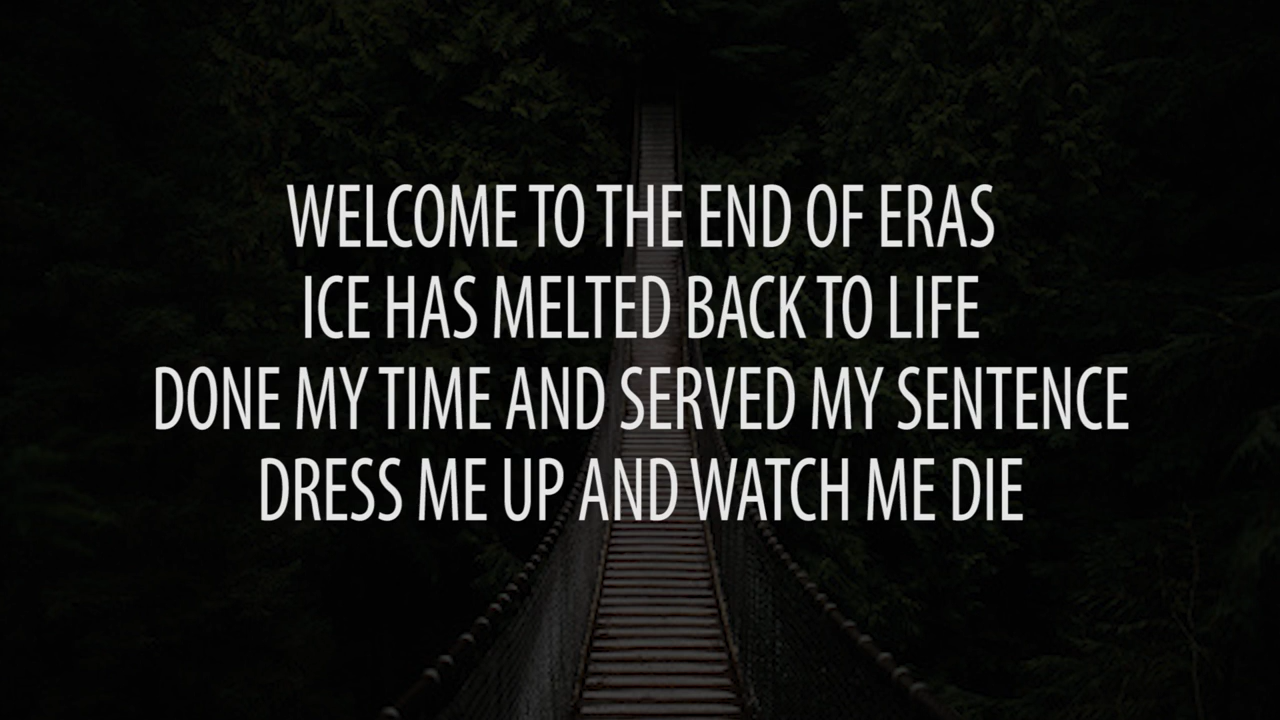 WELCOME TO THE END OF ERAS
ICE HAS MELTED BACK TO LIFE
DONE MY TIME AND SERVED MY SENTENCE
DRESS ME UP AND WATCH ME DIE